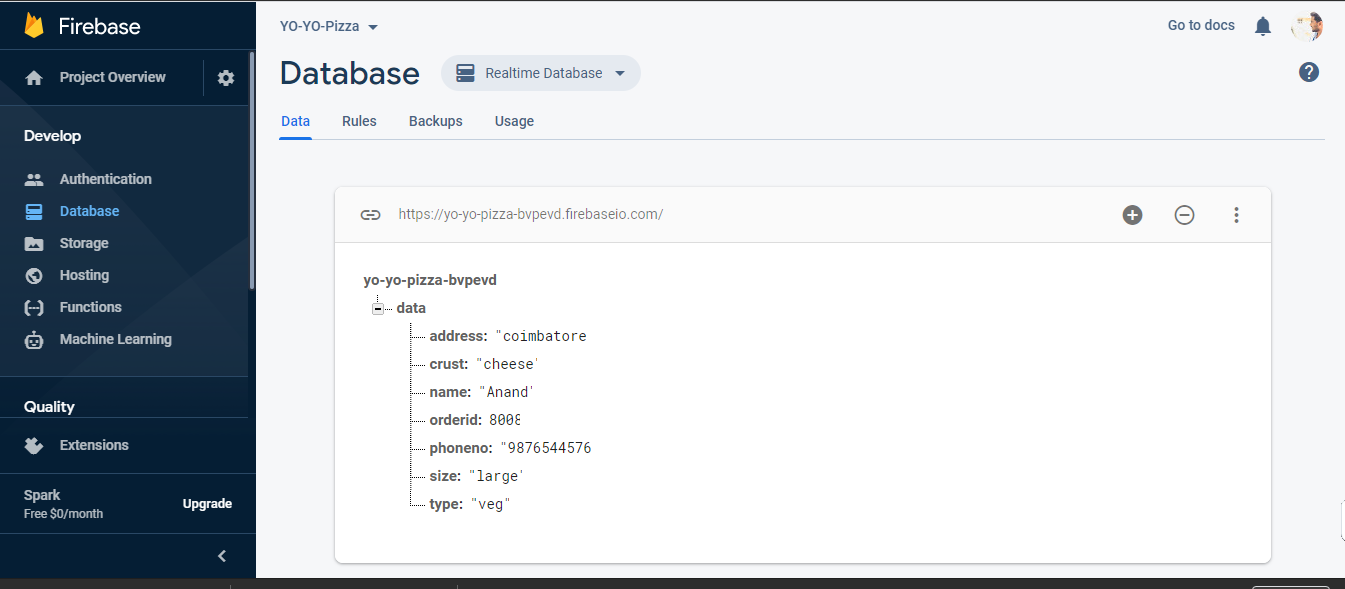 Firebase
Project Overview
Develop
Authentication
Database
Storage
Hosting
Functions
Machine Learning
Quality
Extensions
Spark
Free $0/month
Upgrade
YO-YO-Pizza
Go to docs
Database
Realtime Database
Data Rules Backups Usage
https://yo-yo-pizza-bvpevd.firebaseio.com/
yo-yo-pizza-bvpevd
data
address: "coimbatore
crust: "cheese"
name: "Anand"
orderid: 8008
phoneno: "9876544576
size: "large"
type: "veg"